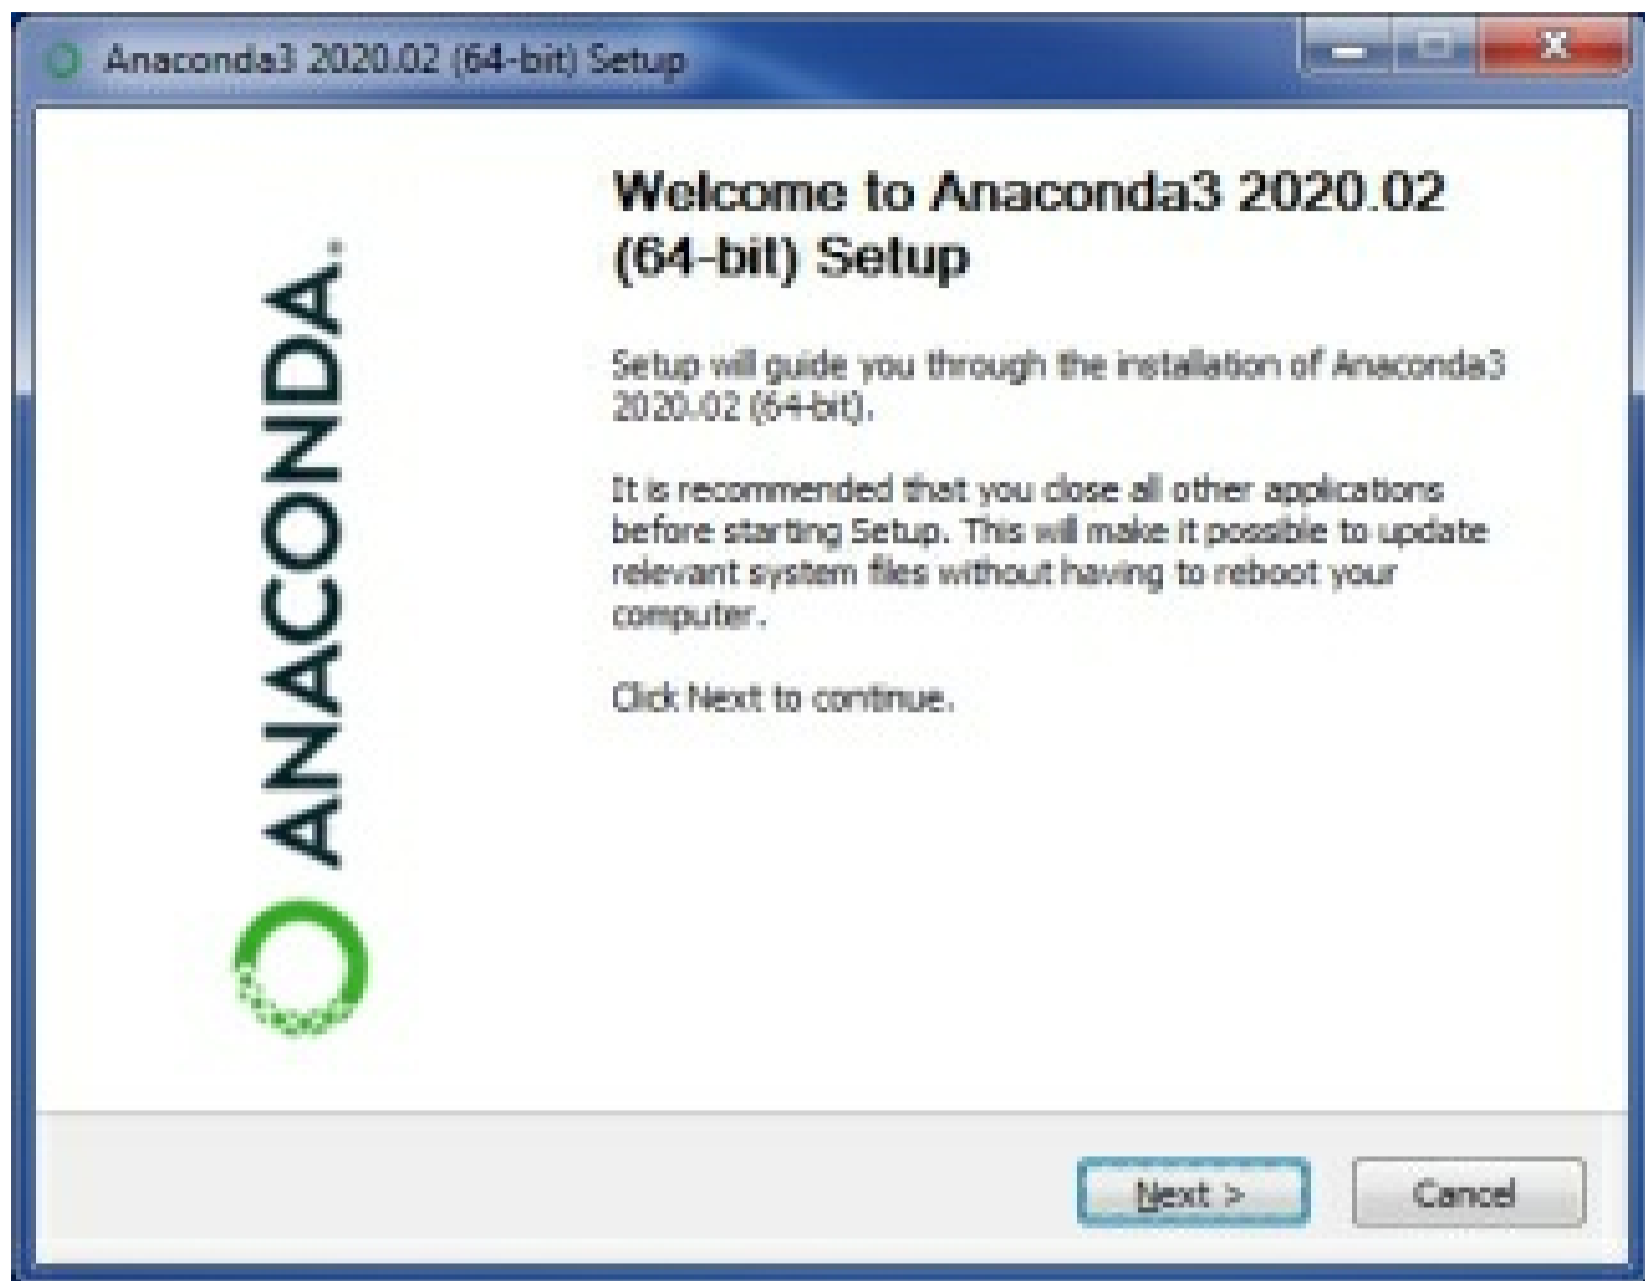 Anaconda3 2020.02 (64-bit) Setup
Welcome to Anaconda3 2020.02
(64-bit) Setup
Setup will guide you through the installation of Anaconda3
2020.02 (64-bit).
It is recommended that you close all other applications
before starting Setup. This will make it possible to update
relevant system files without having to reboot your
computer.
Click Next to continue.
ANACONDA.
Next >
Cancel